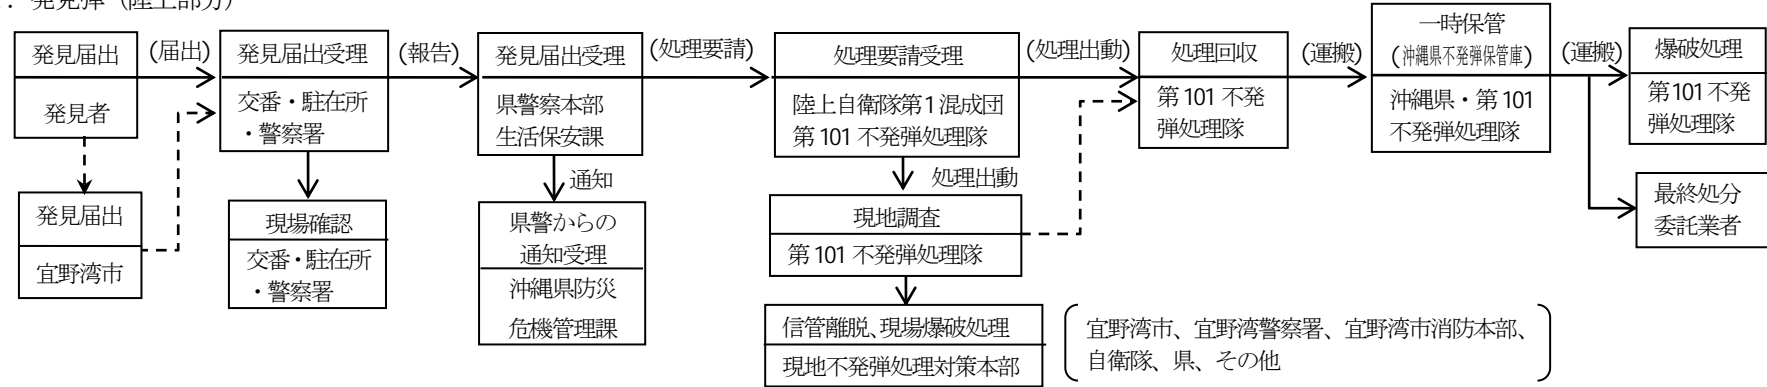 発見弾（陸上部分）
発見届出
発見者
(届出)
発見届出受理
交番・駐在所
・警察署
(報告)
発見届出受理
県警察本部
生活保安課
(処理要請)
処理要請受理
陸上自衛隊第1混成団
第101不発弾処理隊
(処理出動)
処理回収
第101不発
弾処理隊
(運搬)
一時保管
(沖縄県不発弾保管庫)
沖縄県・第101
不発弾処理隊
(運搬)
爆破処理
第101不発
弾処理隊
発見届出
宜野湾市
現場確認
交番・駐在所
・警察署
通知
県警からの
通知受理
沖縄県防災
危機管理課
処理出動
現地調査
第101不発弾処理隊
最終処分
委託業者
信管離脱、現場爆破処理
現地不発弾処理対策本部
宜野湾市、宜野湾警察署、宜野湾市消防本部、
自衛隊、県、その他